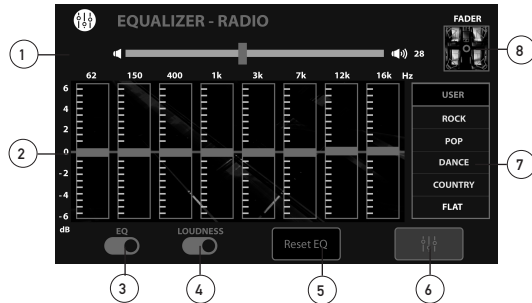 EQUALIZER - RADIO
FADER
28
62 150 400 1k 3k 7k 12k 16k Hz
6
4
2
0
-2
-4
-6
dB
USER
ROCK
POP
DANCE
COUNTRY
FLAT
EQ
LOUDNESS
Reset EQ
1
2
3
4
5
6
7
8